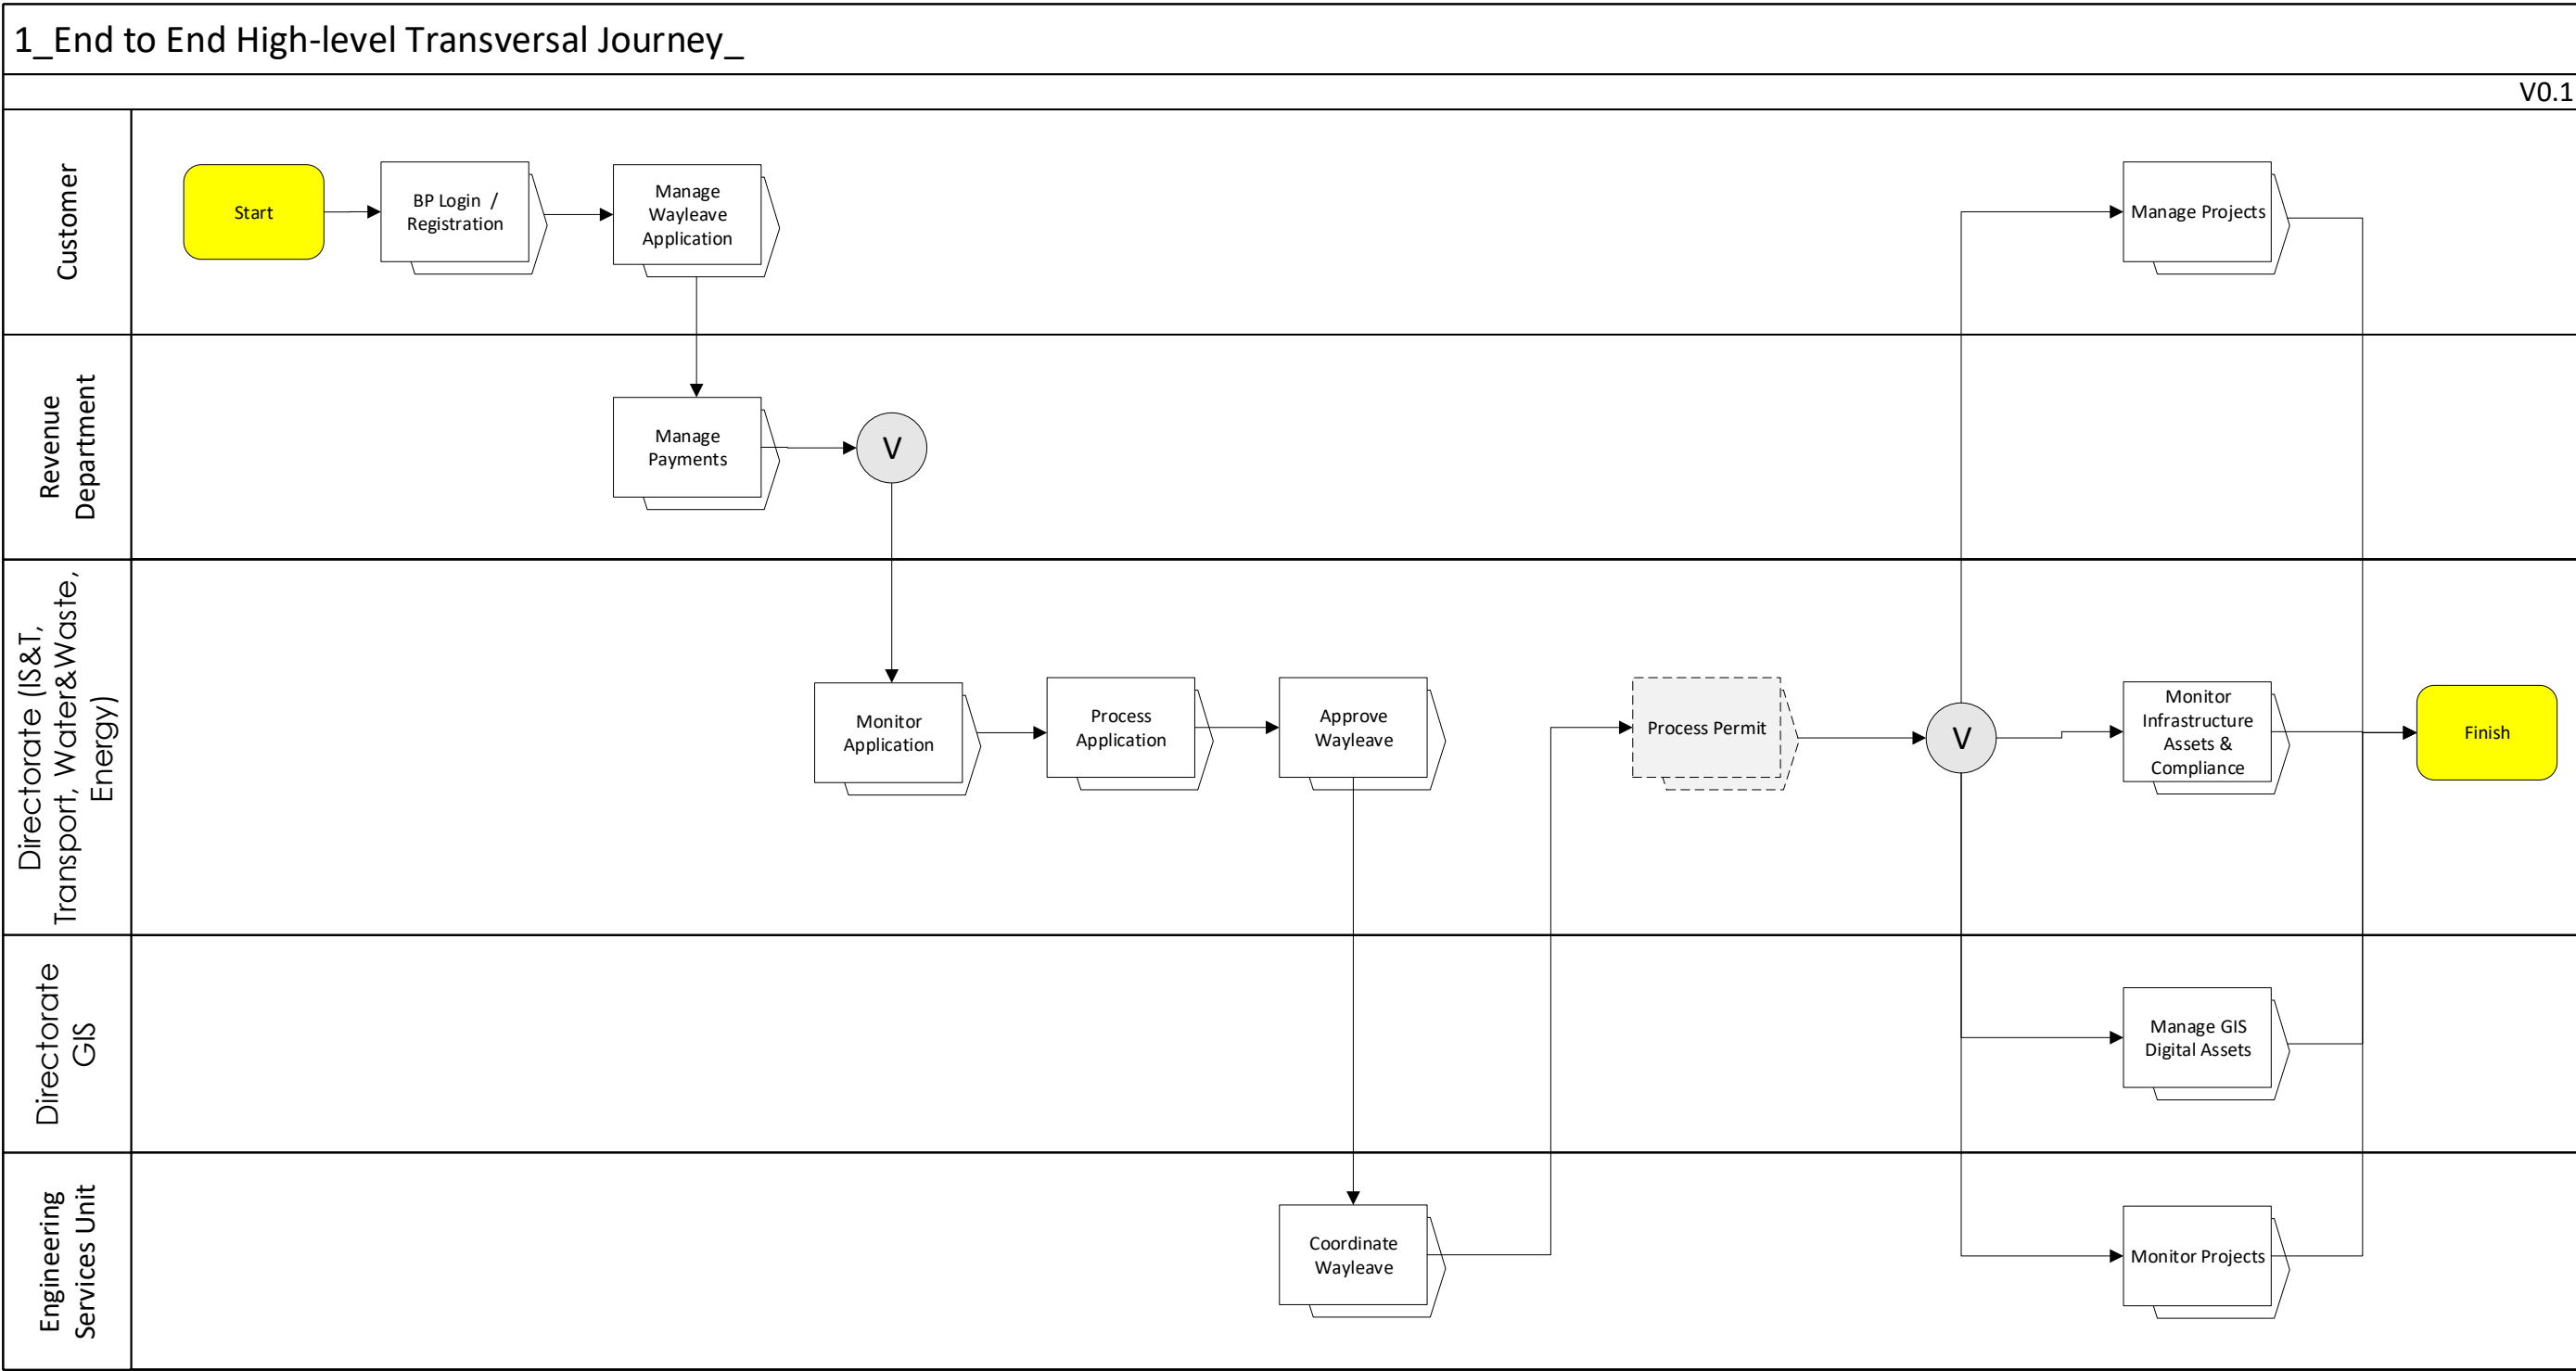 1_End to End High-level Transversal Journey_
V0.1
Customer
Start
BP Login /
Registration
Manage
Wayleave
Application
Manage Projects
Revenue
Department
Manage
Payments
V
Directorate (IS&T,
Transport, Water&Waste,
Energy)
Monitor
Application
Process
Application
Approve
Wayleave
Process Permit
V
Monitor
Infrastructure
Assets &
Compliance
Finish
Directorate
GIS
Manage GIS
Digital Assets
Engineering
Services Unit
Coordinate
Wayleave
Monitor Projects